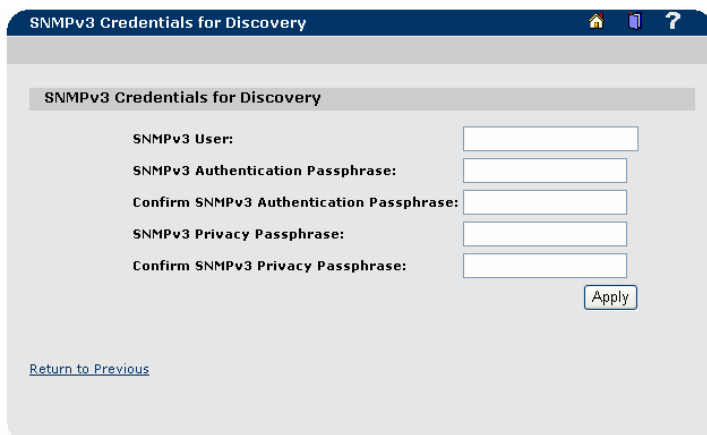 SNMPv3 Credentials for Discovery
?
SNMPv3 Credentials for Discovery
SNMPv3 User:
SNMPv3 Authentication Passphrase:
Confirm SNMPv3 Authentication Passphrase:
SNMPv3 Privacy Passphrase:
Confirm SNMPv3 Privacy Passphrase:
Apply
Return to Previous